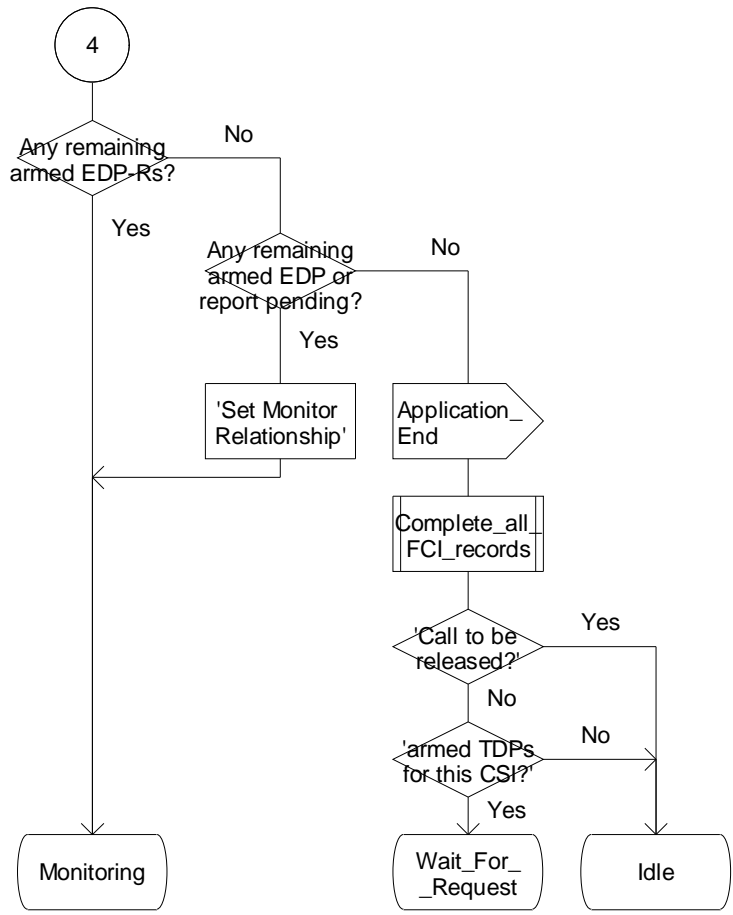 4
Any remaining
armed EDP-Rs?
No
Yes
Any remaining
armed EDP or
report pending?
No
Yes
'Set Monitor
Relationship'
Application_
End
Complete_all_
FCI_records
'Call to be
released?'
Yes
No
'armed TDPs
for this CSI?'
No
Yes
Monitoring
Wait_For_
_Request
Idle